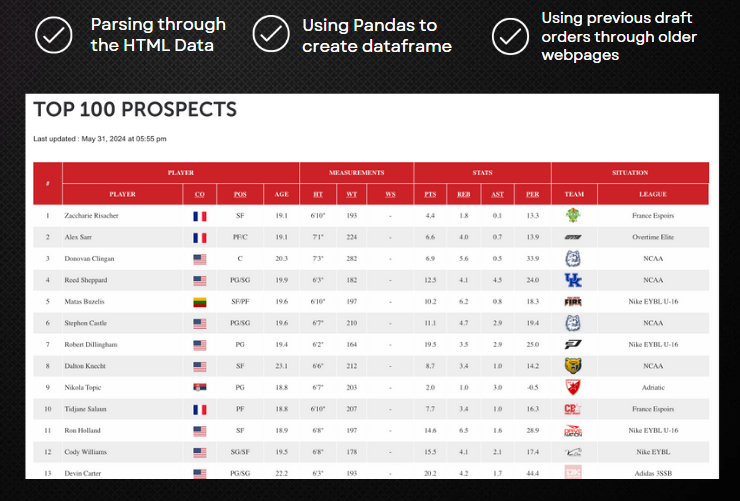 Parsing through
the HTML Data
Using Pandas to
create dataframe
Using previous draft
orders through older
webpages
TOP 100 PROSPECTS
Last updated : May 31, 2024 at 05:55 pm
# PLAYER MEASUREMENTS STATS SITUATION
PLAYER CO POS AGE HT WT WS PTS REB AST PER TEAM LEAGUE
1 Zaccharie Risacher SF 19.1 6'10" 193 - 4.4 1.8 0.1 13.3 France Espoirs
2 Alex Sarr PF/C 19.1 7'1" 224 - 6.6 4.0 0.7 13.9 Overtime Elite
3 Donovan Clingan C 20.3 7'3" 282 - 6.9 5.6 0.5 33.9 NCAA
4 Reed Sheppard PG/SG 19.9 6'3" 182 - 12.5 4.1 4.5 24.0 UK NCAA
5 Matas Buzelis SF/PF 19.6 6'10" 197 - 10.2 6.2 0.8 18.3 FIRE Nike EYBL U-16
6 Stephon Castle PG/SG 19.6 6'7" 210 - 11.1 4.7 2.9 19.4 NCAA
7 Robert Dillingham PG 19.4 6'2" 164 - 19.5 3.5 2.9 25.0 Nike EYBL U-16
8 Dalton Knecht SF 23.1 6'6" 212 - 8.7 3.4 1.0 14.2 NCAA
9 Nikola Topic PG 18.8 6'7" 203 - 2.0 1.0 3.0 -0.5 Adriatic
10 Tidjane Salaun PF 18.8 6'10" 207 - 7.7 3.4 1.0 16.3 France Espoirs
11 Ron Holland SF 18.9 6'8" 197 - 14.6 6.5 1.6 28.9 DRIVE NATION Nike EYBL U-16
12 Cody Williams SG/SF 19.5 6'8" 178 - 15.5 4.1 2.1 17.4 Nike EYBL
13 Devin Carter PG/SG 22.2 6'3" 193 - 20.2 4.2 1.7 44.4 Adidas 3SSB